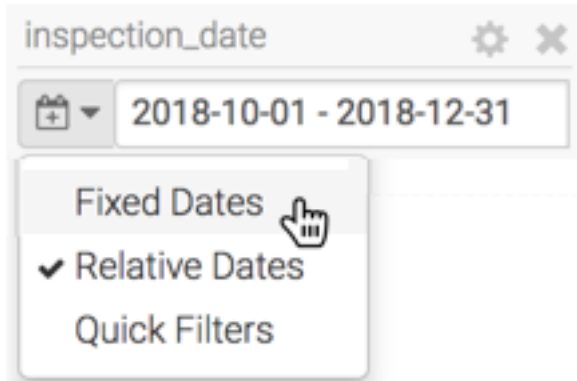 inspection_date
2018-10-01 - 2018-12-31
Fixed Dates
Relative Dates
Quick Filters